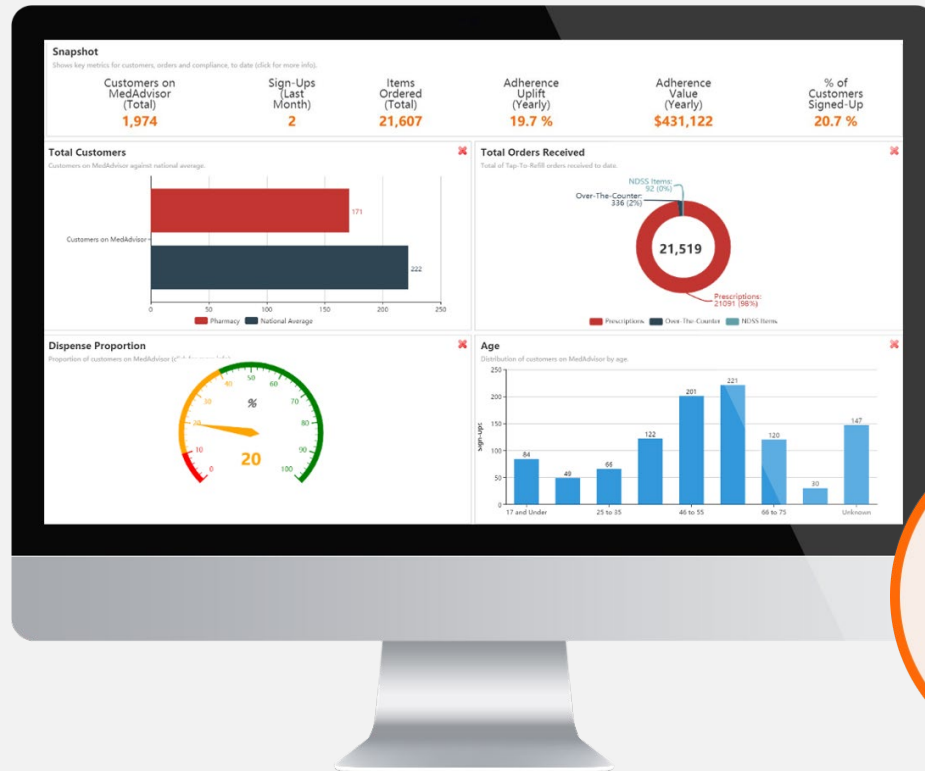 Snapshot
Shows key metrics for customers, orders and compliance, to date (click for more info).
Customers on
MedAdvisor
(Total)
1,974
Sign-Ups
(Last
Month)
2
Items
Ordered
(Total)
21,607
Adherence
Uplift
(Yearly)
19.7 %
Adherence
Value
(Yearly)
$431,122
% of
Customers
Signed-Up
20.7 %
Total Customers
Customers on MedAdvisor against national average.
171
Customers on MedAdvisor
222
0 50 100 150 200 250
Pharmacy National Average
Total Orders Received
Total of Tap-To-Refill orders received to date.
NDSS Items:
92 (0%)
Over-The-Counter:
336 (2%)
21,519
Prescriptions:
21091 (98%)
Prescriptions Over-The-Counter NDSS Items
Dispense Proportion
Proportion of customers on MedAdvisor
0 10 20 30 40 50 60 70 80 90 100
%
20
Age
Distribution of customers on MedAdvisor by age.
Sign-ups
250
200
150
100
50
0
84 49 66 122 201 221 120 30 147
17 and Under 25 to 35 46 to 55 66 to 75 Unknown